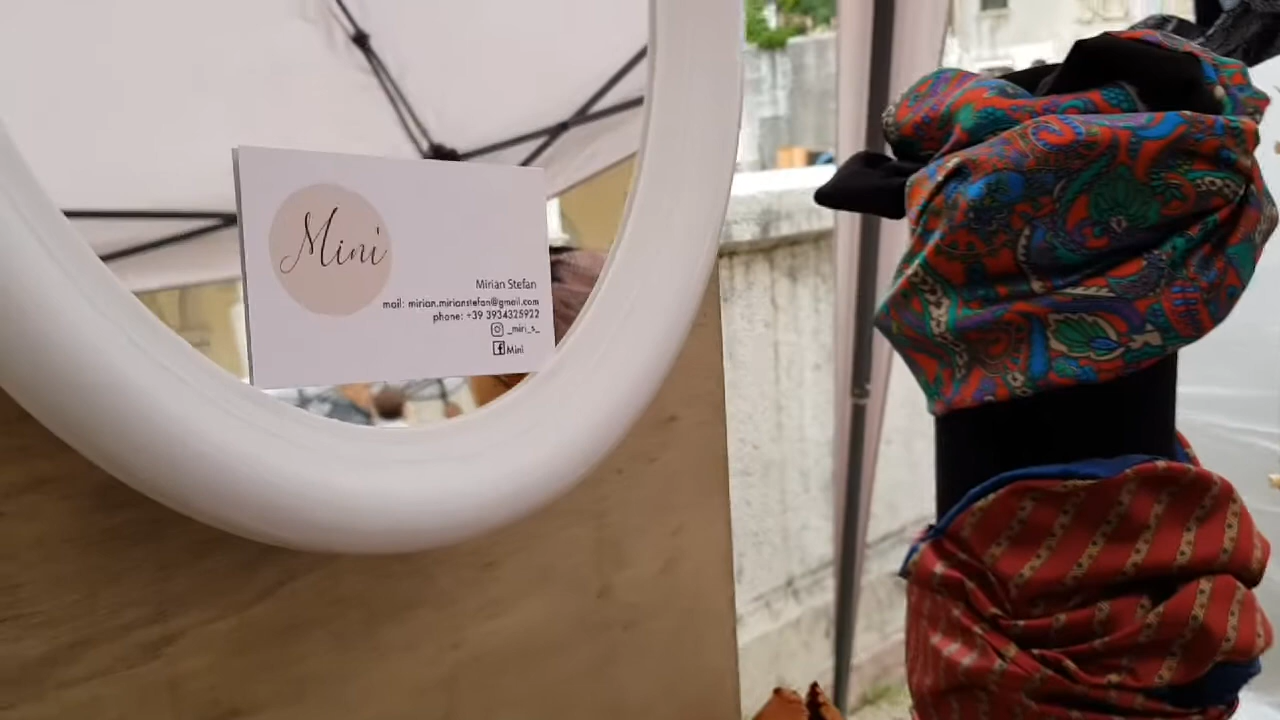 Mini
Mirian Stefan
mail: mirian.mirianstefan@gmail.com
phone: +39 3934325922
_miri_s_
Mini